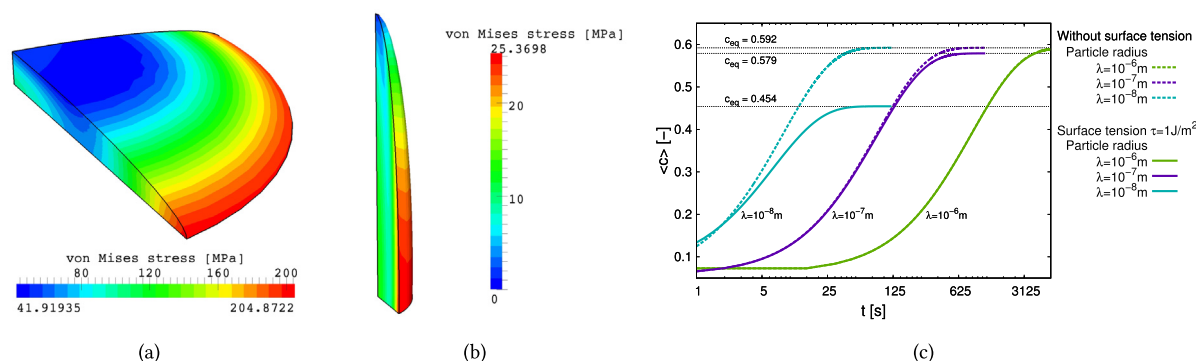 von Mises stress [MPa]
80 120 160 200
41.91935 204.8722
(a)
von Mises stress [MPa]
25.3698
20
10
0
(b)
<c> [–]
0.6
0.5
0.4
0.3
0.2
0.1
c_eq = 0.592
c_eq = 0.579
c_eq = 0.454
λ=10⁻⁸m
λ=10⁻⁷m
λ=10⁻⁶m
1 5 25 125 625 3125
t [s]
Without surface tension
Particle radius
λ=10⁻⁶m
λ=10⁻⁷m
λ=10⁻⁸m
Surface tension τ=1J/m²
Particle radius
λ=10⁻⁶m
λ=10⁻⁷m
λ=10⁻⁸m
(c)